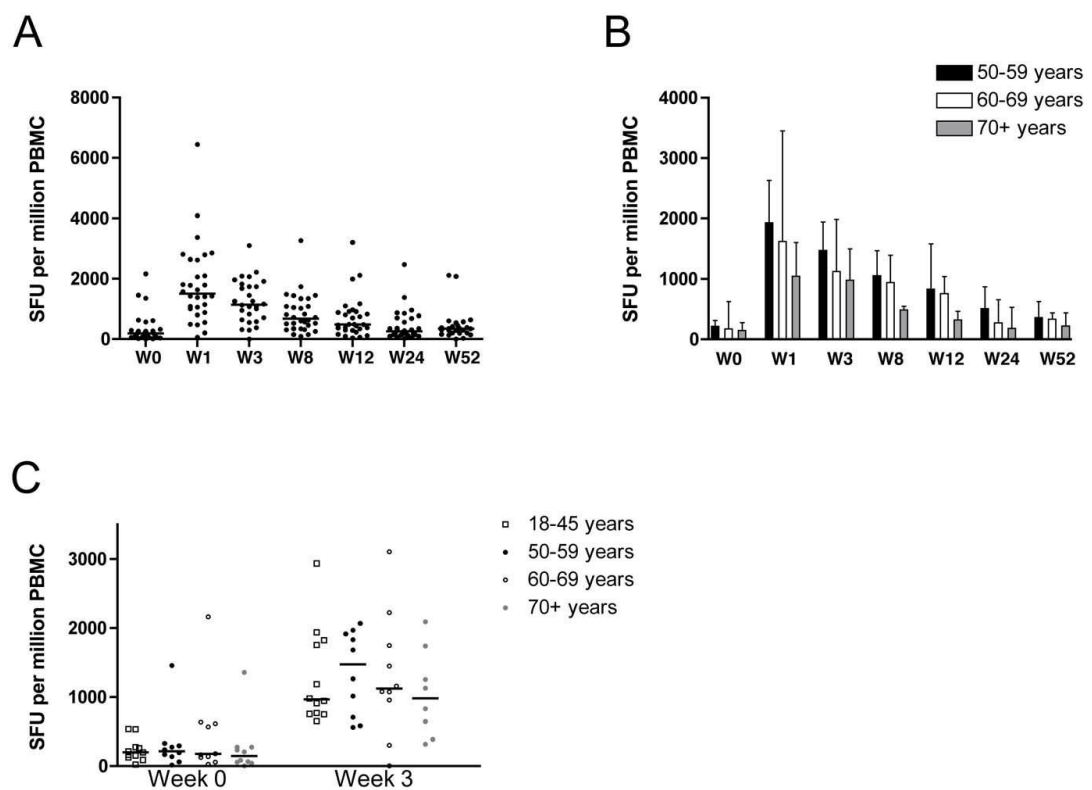 A
SFU per million PBMC
8000
6000
4000
2000
0
W0 W1 W3 W8 W12 W24 W52
B
50-59 years
60-69 years
70+ years
SFU per million PBMC
4000
3000
2000
1000
0
W0 W1 W3 W8 W12 W24 W52
C
18-45 years
50-59 years
60-69 years
70+ years
SFU per million PBMC
3000
2000
1000
0
Week 0 Week 3